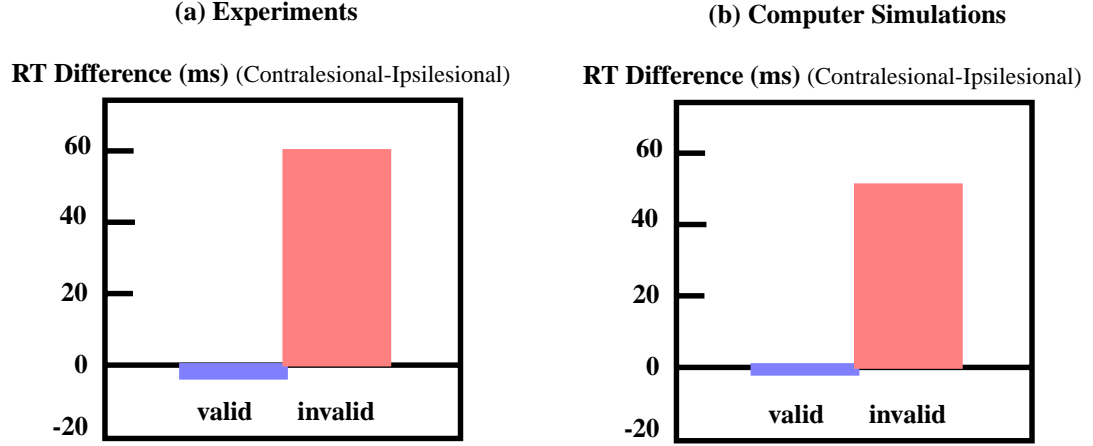 (a) Experiments
RT Difference (ms) (Contralesional-Ipsilesional)
60
40
20
0
-20
valid invalid
(b) Computer Simulations
RT Difference (ms) (Contralesional-Ipsilesional)
60
40
20
0
-20
valid invalid